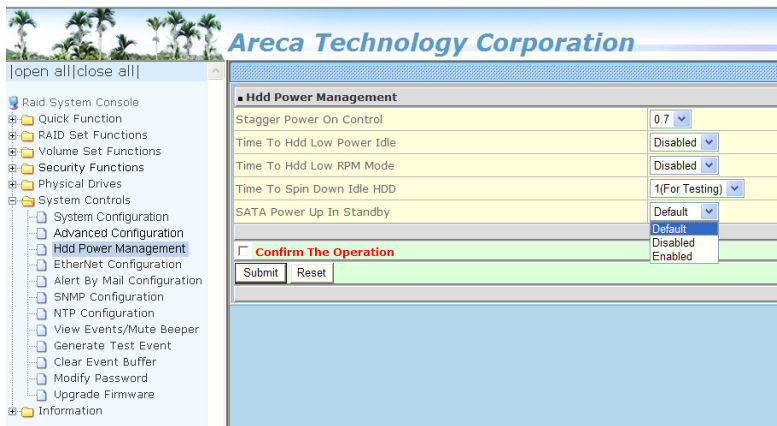 Areca Technology Corporation
|open all|close all|
Raid System Console
Quick Function
RAID Set Functions
Volume Set Functions
Security Functions
Physical Drives
System Controls
System Configuration
Advanced Configuration
Hdd Power Management
EtherNet Configuration
Alert By Mail Configuration
SNMP Configuration
NTP Configuration
View Events/Mute Beeper
Generate Test Event
Clear Event Buffer
Modify Password
Upgrade Firmware
Information
Hdd Power Management
Stagger Power On Control 0.7
Time To Hdd Low Power Idle Disabled
Time To Hdd Low RPM Mode Disabled
Time To Spin Down Idle HDD 1(For Testing)
SATA Power Up In Standby Default
Default
Disabled
Enabled
Confirm The Operation
Submit Reset